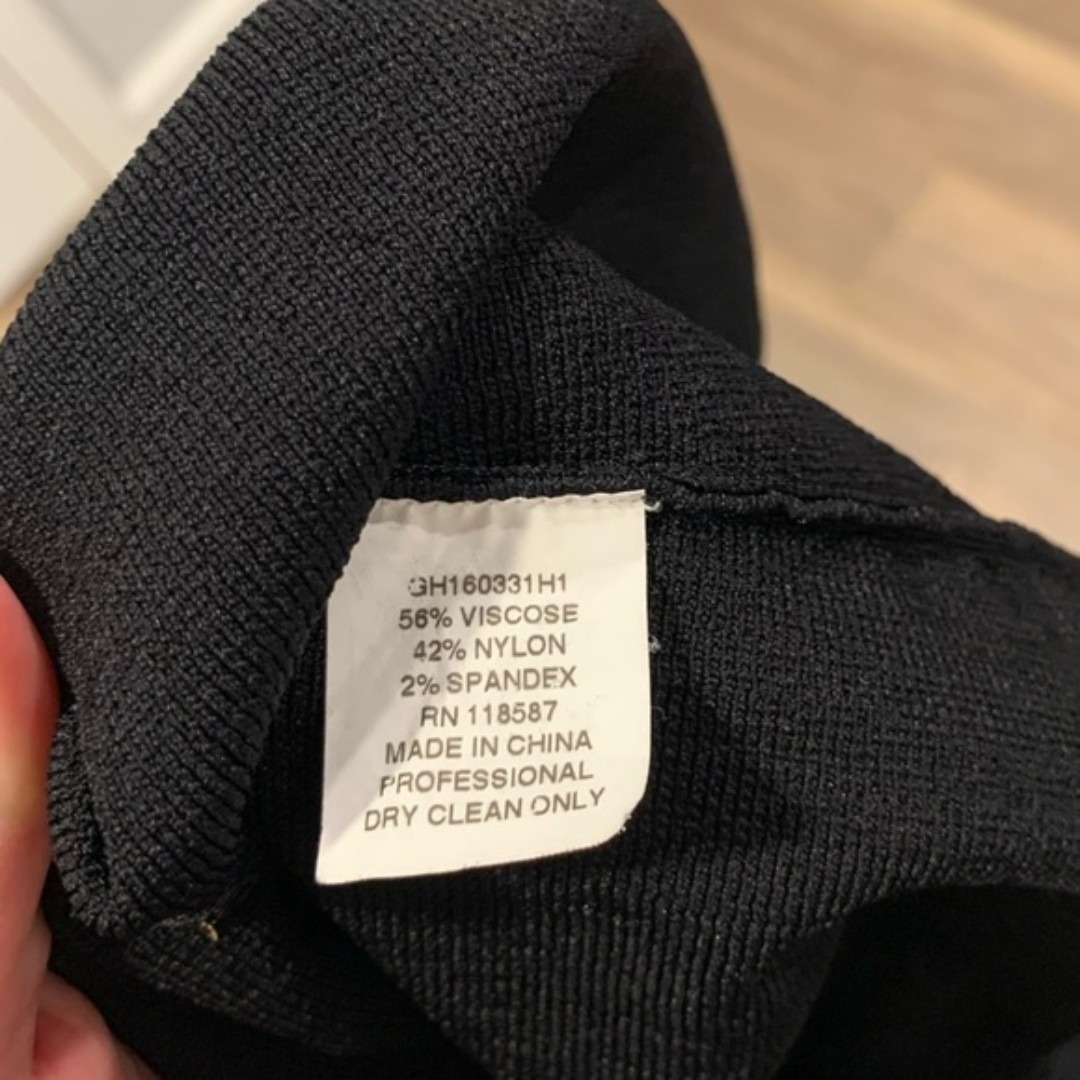 GH160331H1
56% VISCOSE
42% NYLON
2% SPANDEX
RN 118587
MADE IN CHINA
PROFESSIONAL
DRY CLEAN ONLY